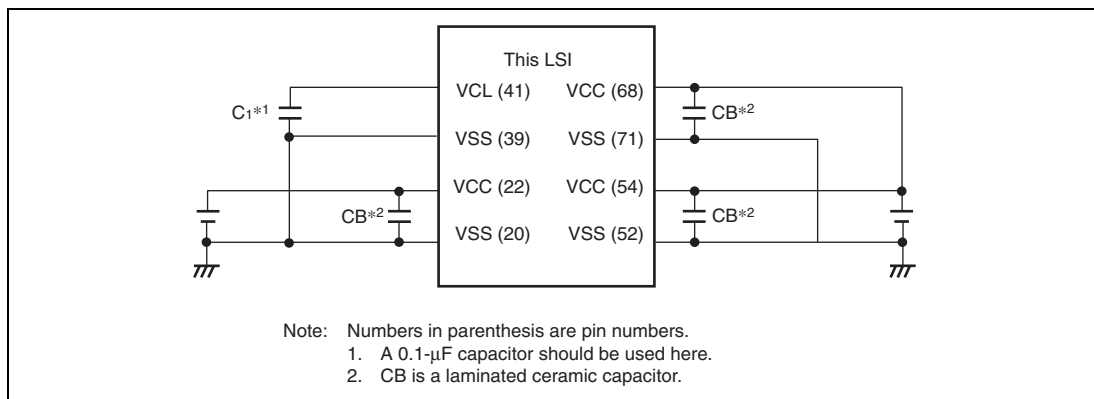 This LSI
VCL (41) VCC (68)
C1*1 CB*2
VSS (39) VSS (71)
VCC (22) VCC (54)
CB*2 CB*2
VSS (20) VSS (52)
Note: Numbers in parenthesis are pin numbers.
1. A 0.1-μF capacitor should be used here.
2. CB is a laminated ceramic capacitor.